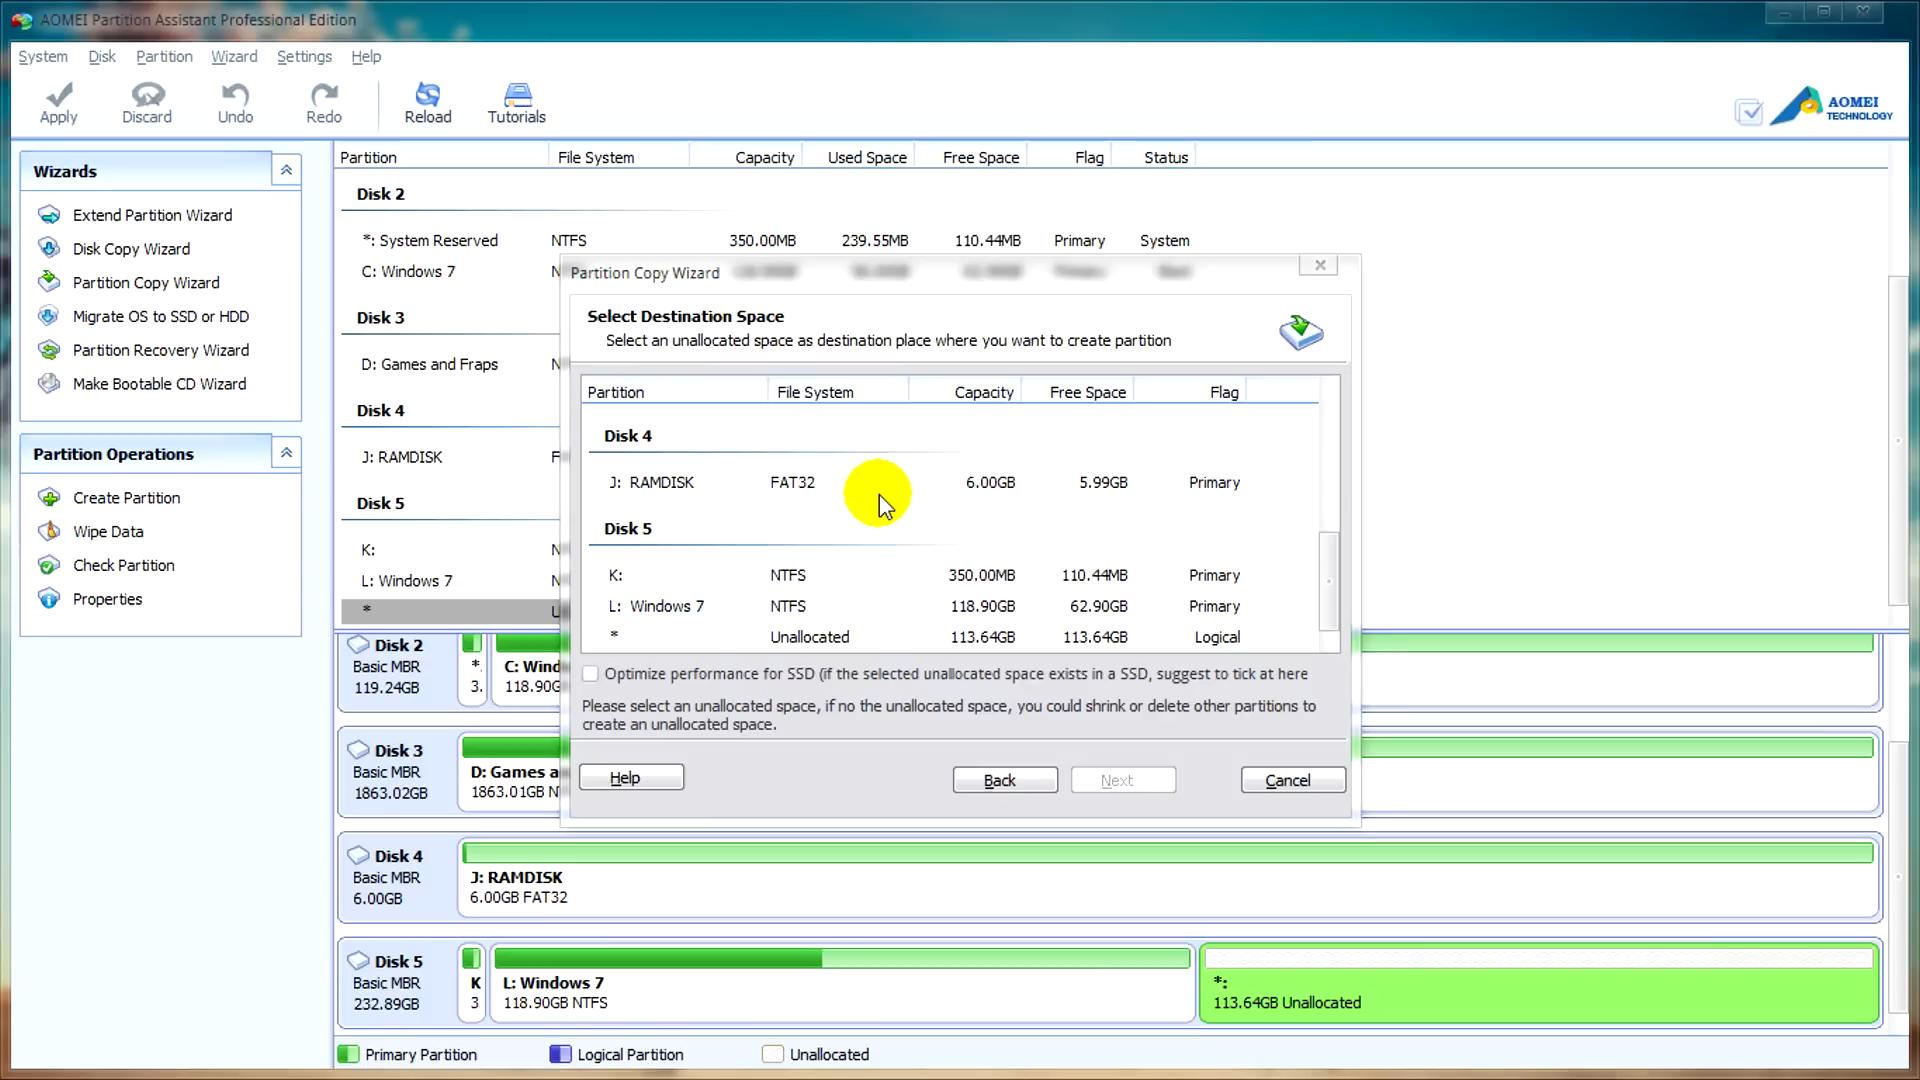 AOMEI Partition Assistant Professional Edition
System Disk Partition Wizard Settings Help
Apply Discard Undo Redo Reload Tutorials
AOMEI
TECHNOLOGY
Wizards
Extend Partition Wizard
Disk Copy Wizard
Partition Copy Wizard
Migrate OS to SSD or HDD
Partition Recovery Wizard
Make Bootable CD Wizard
Partition Operations
Create Partition
Wipe Data
Check Partition
Properties
Partition File System Capacity Used Space Free Space Flag Status
Disk 2
*: System Reserved NTFS 350.00MB 239.55MB 110.44MB Primary System
C: Windows 7
Disk 3
D: Games and Fraps
Disk 4
J: RAMDISK
Disk 5
K:
L: Windows 7
*
Partition Copy Wizard
Select Destination Space
Select an unallocated space as destination place where you want to create partition
Partition File System Capacity Free Space Flag
Disk 4
J: RAMDISK FAT32 6.00GB 5.99GB Primary
Disk 5
K: NTFS 350.00MB 110.44MB Primary
L: Windows 7 NTFS 118.90GB 62.90GB Primary
* Unallocated 113.64GB 113.64GB Logical
Optimize performance for SSD (if the selected unallocated space exists in a SSD, suggest to tick at here
Please select an unallocated space, if no the unallocated space, you could shrink or delete other partitions to
create an unallocated space.
Help Back Next Cancel
Disk 2
Basic MBR
119.24GB
*.
3.
C: Wind
118.90G
Disk 3
Basic MBR
1863.02GB
D: Games a
1863.01GB N
Disk 4
Basic MBR
6.00GB
J: RAMDISK
6.00GB FAT32
Disk 5
Basic MBR
232.89GB
K
3
L: Windows 7
118.90GB NTFS
*:
113.64GB Unallocated
Primary Partition Logical Partition Unallocated